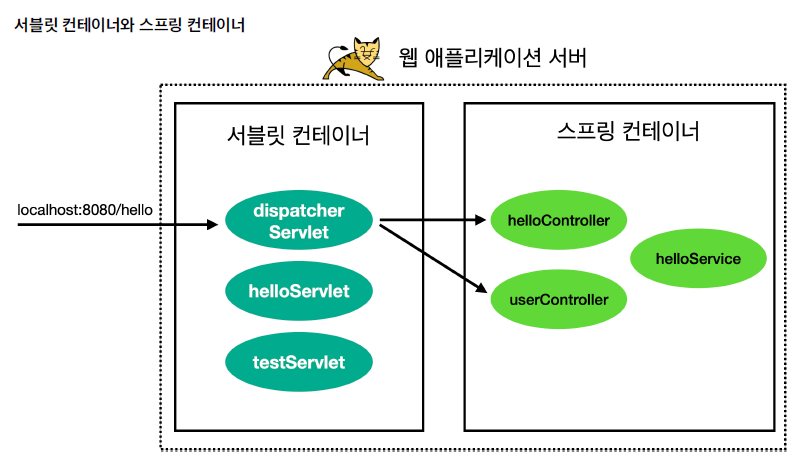 서블릿 컨테이너와 스프링 컨테이너
웹 애플리케이션 서버
서블릿 컨테이너
스프링 컨테이너
localhost:8080/hello
dispatcher
Servlet
helloServlet
testServlet
helloController
helloService
userController